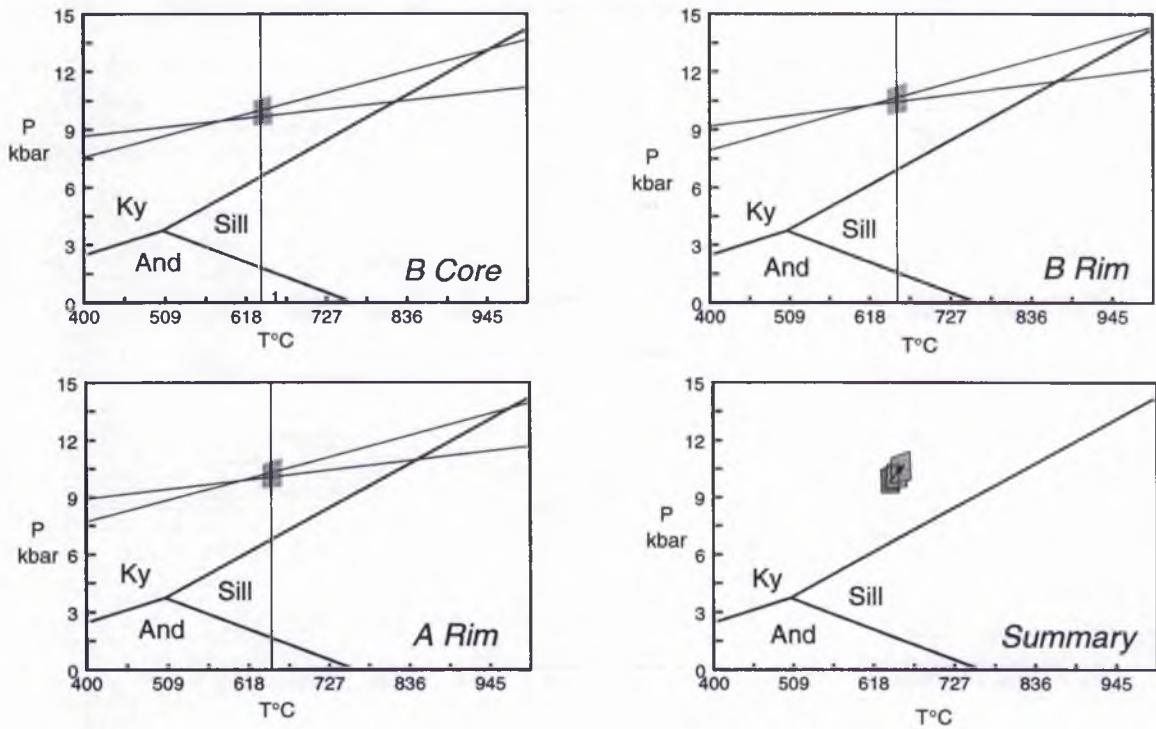 15
12
9
6
3
0
P
kbar
Ky
Sill
And
B Core
400 509 618 727 836 945
T°C
15
12
9
6
3
0
P
kbar
Ky
Sill
And
B Rim
400 509 618 727 836 945
T°C
15
12
9
6
3
0
P
kbar
Ky
Sill
And
A Rim
400 509 618 727 836 945
T°C
15
12
9
6
3
0
P
kbar
Ky
Sill
And
Summary
400 509 618 727 836 945
T°C